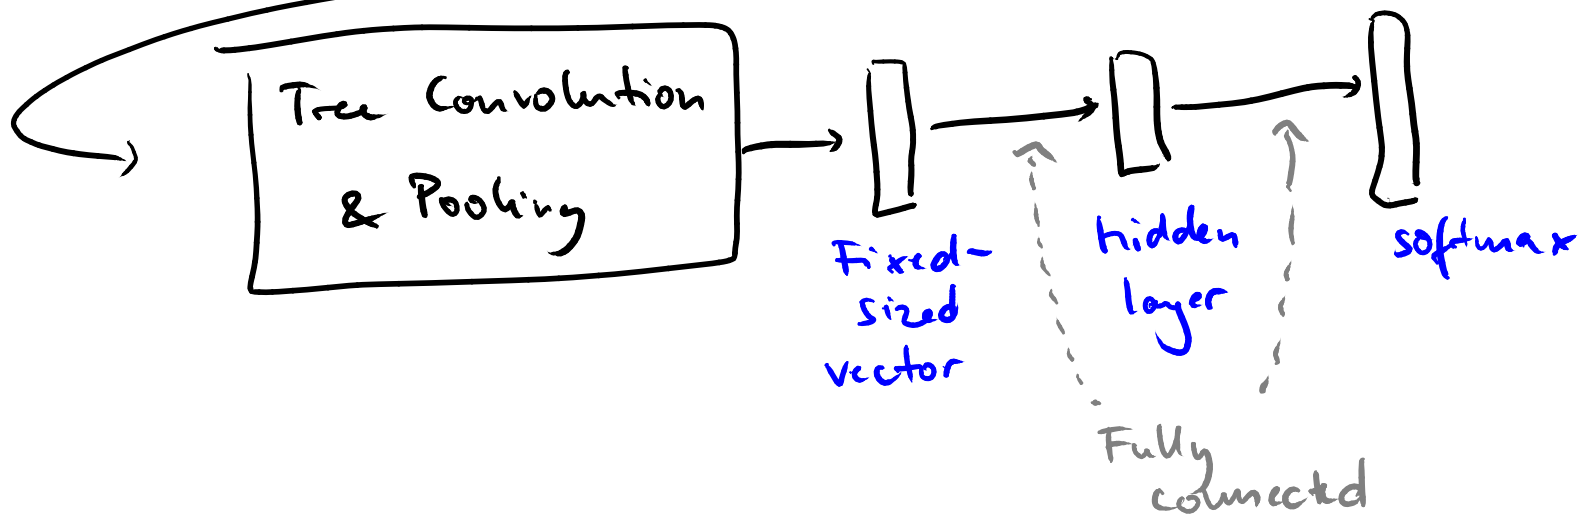 Tree Convolution
& Pooling
Fixed-
sized
vector
hidden
layer
softmax
Fully
connected